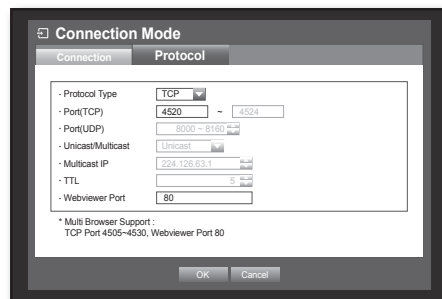 Connection Mode
Connection Protocol
· Protocol Type TCP
· Port(TCP) 4520 ~ 4524
· Port(UDP) 8000 ~ 8160
· Unicast/Multicast Unicast
· Multicast IP 224.126.63.1
· TTL 5
· Webviewer Port 80
* Multi Browser Support :
TCP Port 4505~4530, Webviewer Port 80
OK Cancel